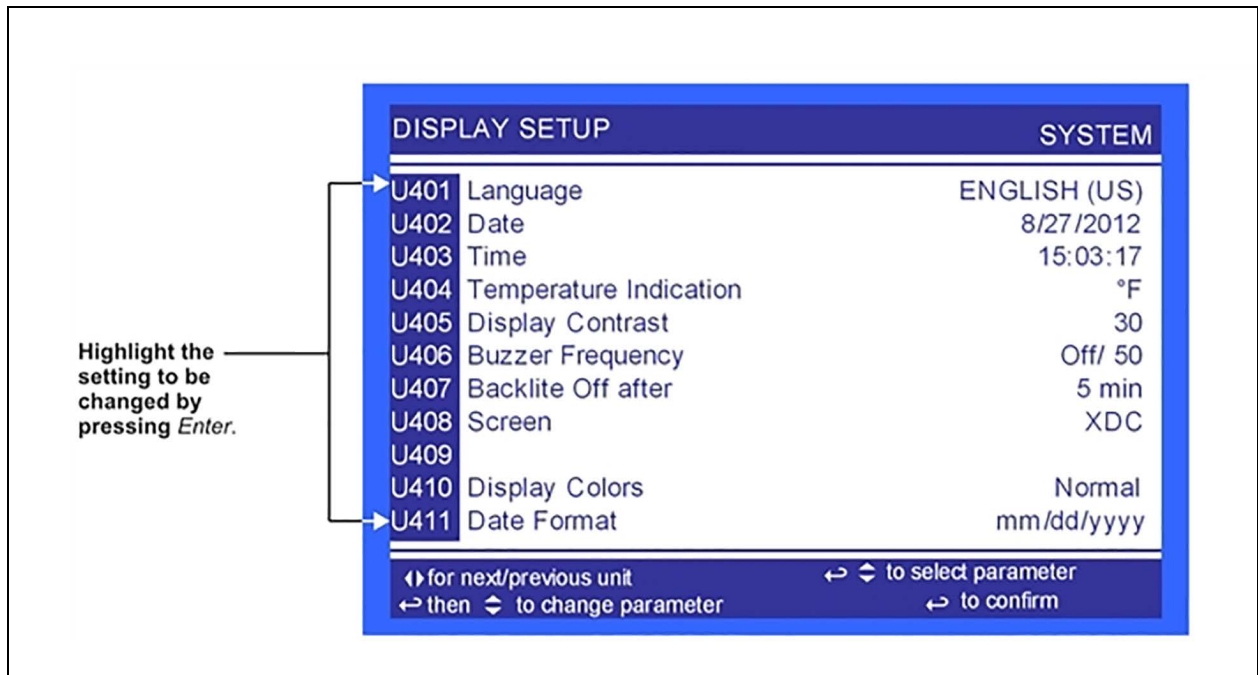 DISPLAY SETUP SYSTEM
U401 Language ENGLISH (US)
U402 Date 8/27/2012
U403 Time 15:03:17
U404 Temperature Indication °F
U405 Display Contrast 30
U406 Buzzer Frequency Off/ 50
U407 Backlite Off after 5 min
U408 Screen XDC
U409
U410 Display Colors Normal
U411 Date Format mm/dd/yyyy
for next/previous unit
then to change parameter
to select parameter
to confirm
Highlight the
setting to be
changed by
pressing Enter.